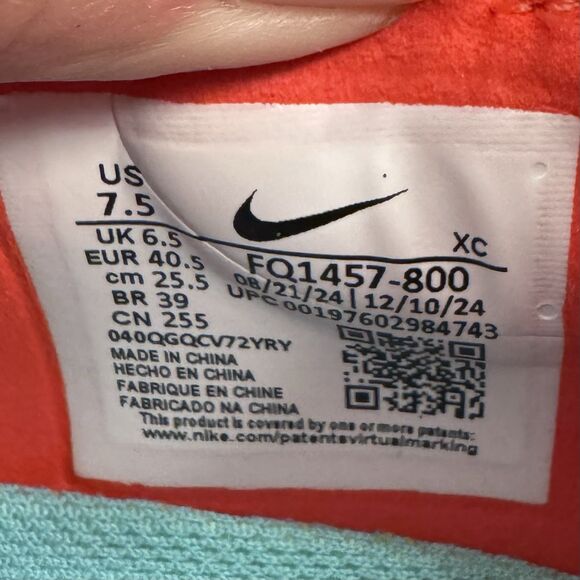 US
7.5
UK 6.5
EUR 40.5
cm 25.5
BR 39
CN 255
XC
FQ1457-800
08/21/24 | 12/10/24
UPC 00197602984743
040QGQCV72YRY
MADE IN CHINA
HECHO EN CHINA
FABRIQUE EN CHINE
FABRICADO NA CHINA
This product is covered by one or more patents:
www.nike.com/patentsvirtualmarking